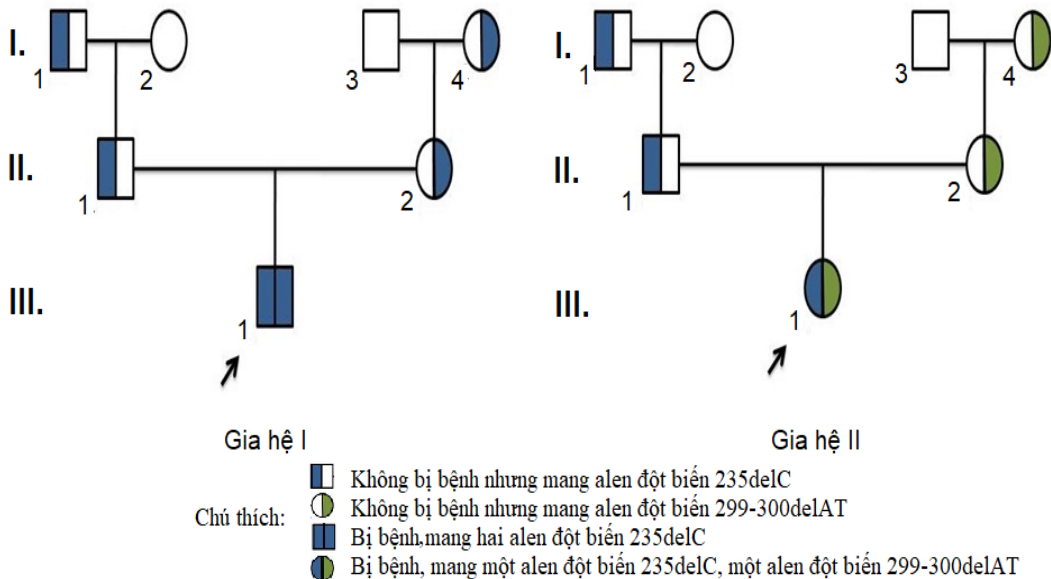 I.
1
2
3
4
I.
1
2
3
4
II.
1
2
II.
1
2
III.
1
III.
1
Gia hệ I
Gia hệ II
Chú thích:
Không bị bệnh nhưng mang alen đột biến 235delC
Không bị bệnh nhưng mang alen đột biến 299-300delAT
Bị bệnh,mang hai alen đột biến 235delC
Bị bệnh, mang một alen đột biến 235delC, một alen đột biến 299-300delAT